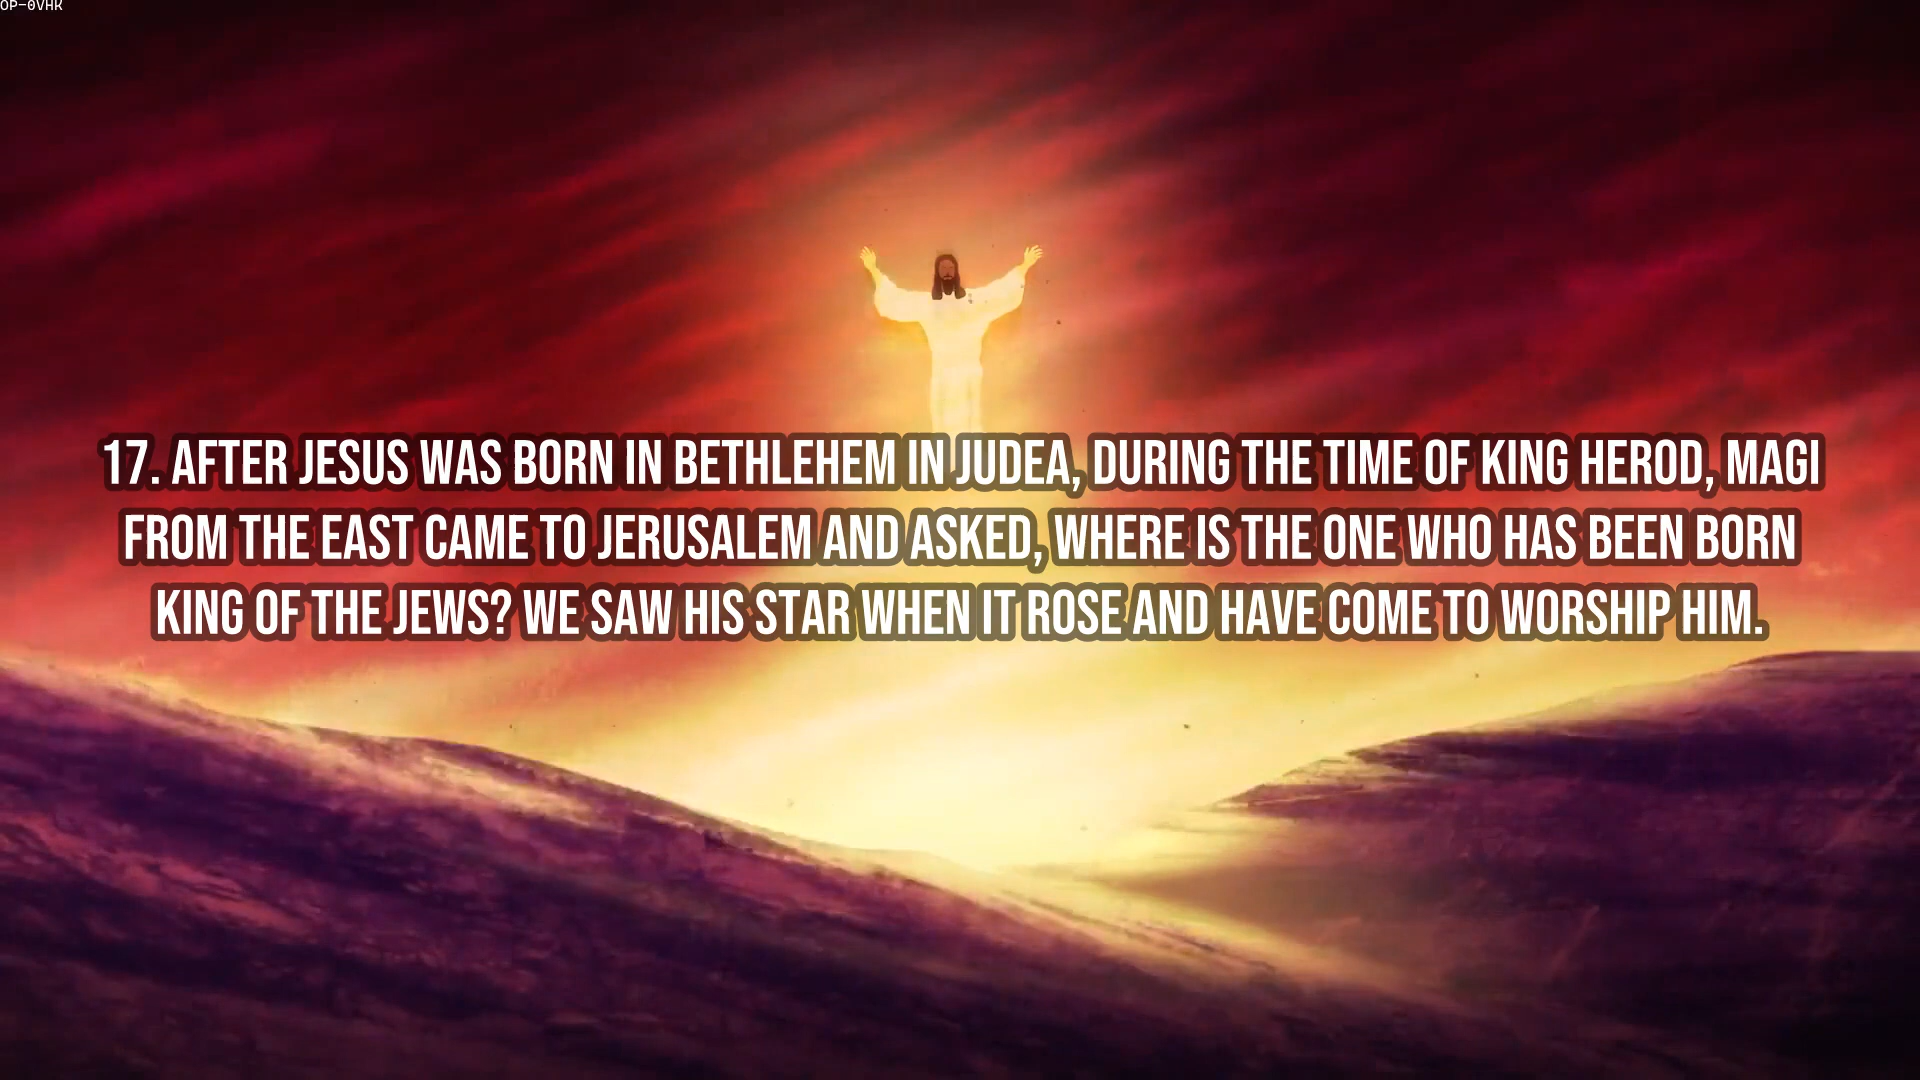 OP-0VHK
17. AFTER JESUS WAS BORN IN BETHLEHEM IN JUDEA, DURING THE TIME OF KING HEROD, MAGI
FROM THE EAST CAME TO JERUSALEM AND ASKED, WHERE IS THE ONE WHO HAS BEEN BORN
KING OF THE JEWS? WE SAW HIS STAR WHEN IT ROSE AND HAVE COME TO WORSHIP HIM.